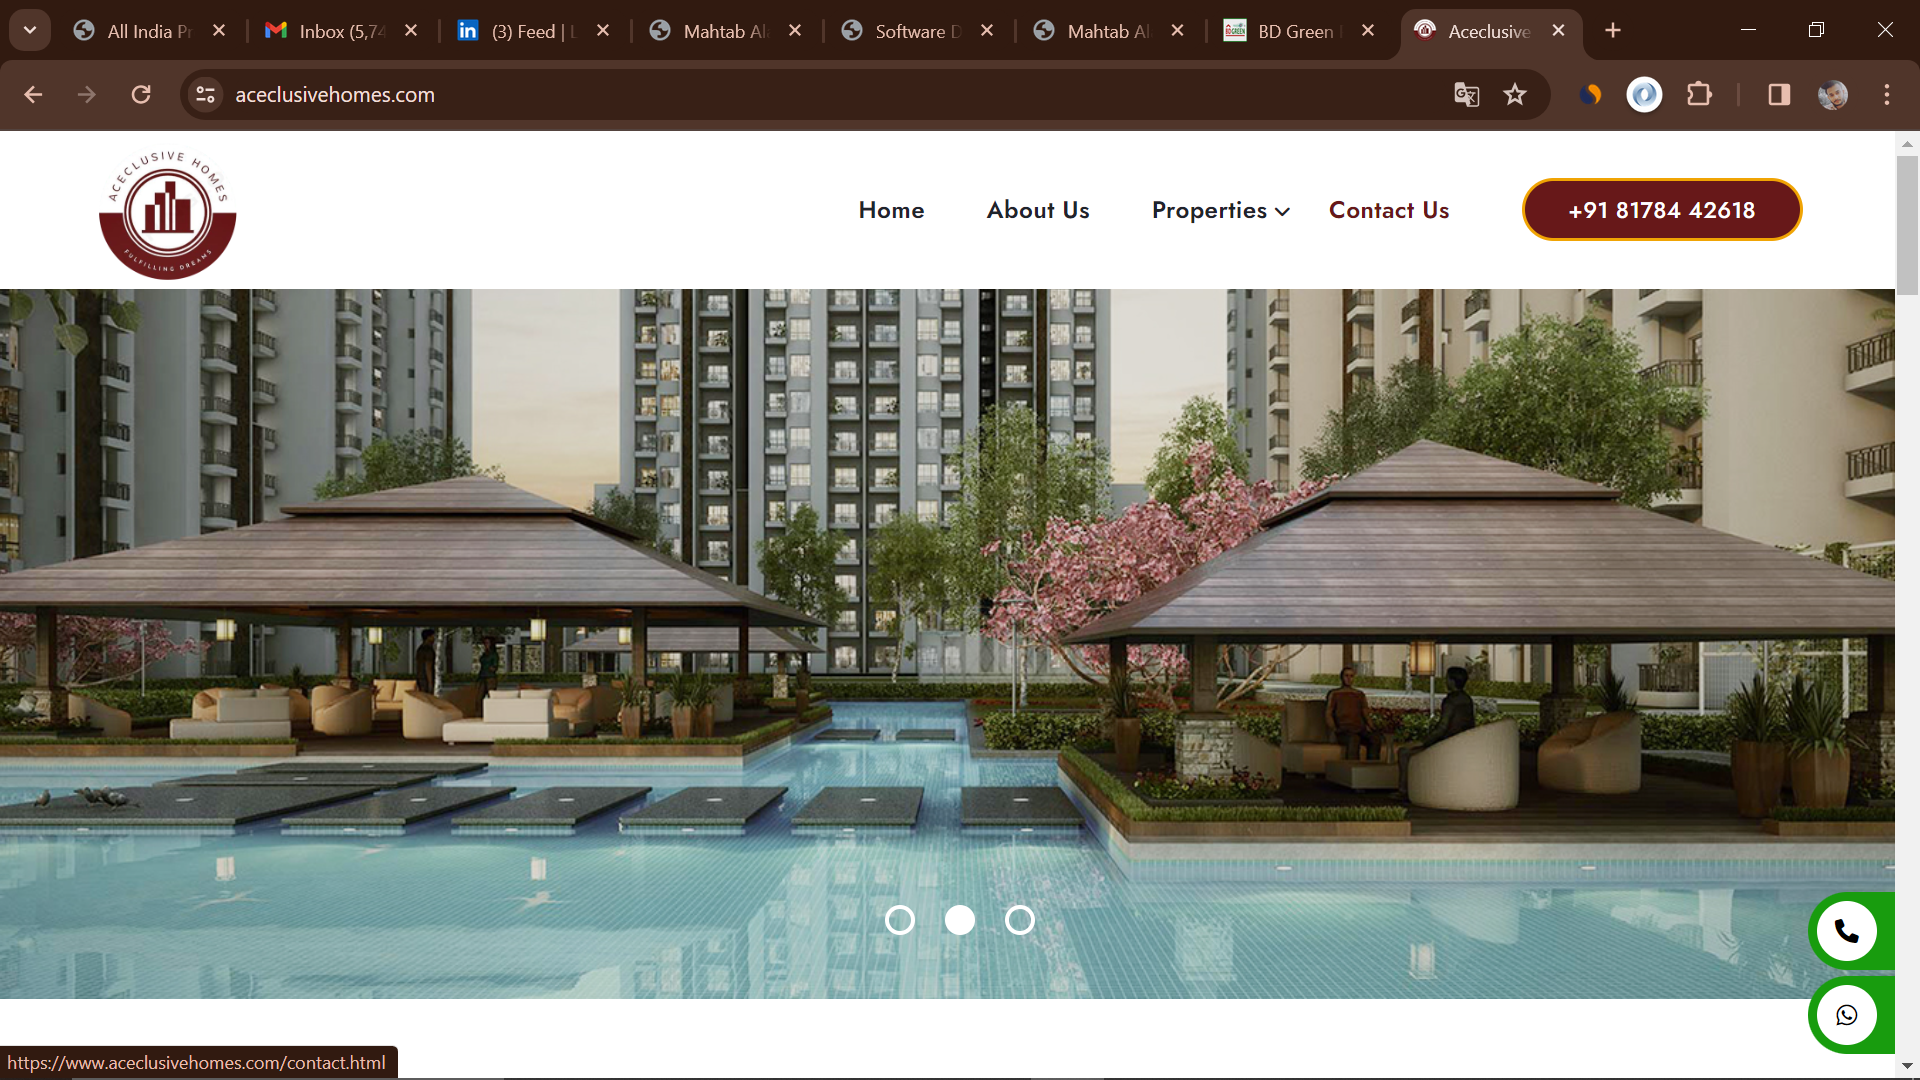 All India Pr
Inbox (5,74
(3) Feed | L
Mahtab Ala
Software D
Mahtab Al
BD Green
Aceclusive
aceclusivehomes.com
ACECLUSIVE HOMES
FULFILLING DREAMS
Home
About Us
Properties
Contact Us
+91 81784 42618
https://www.aceclusivehomes.com/contact.html